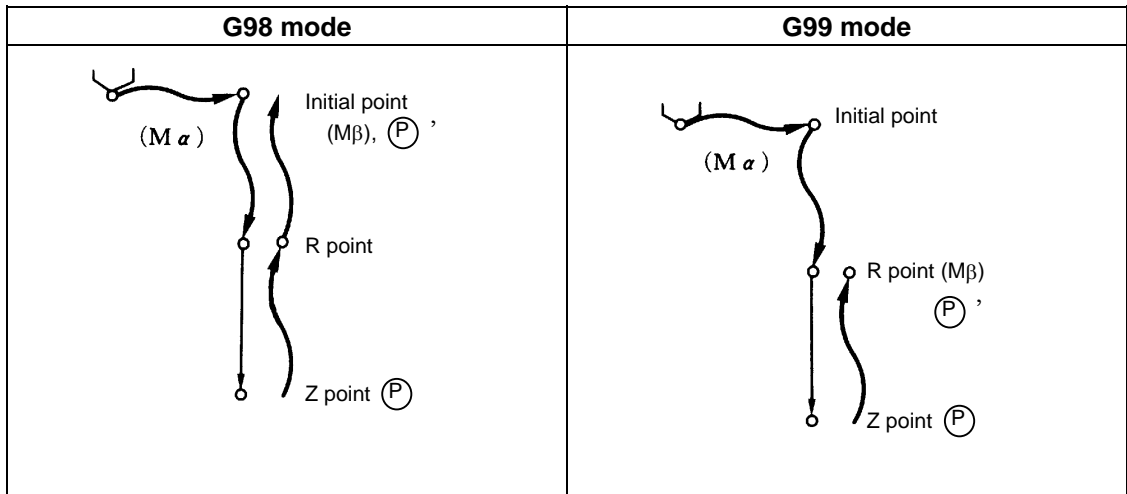 G98 mode
G99 mode
Initial point
(Mβ), Ⓟ ’
(M α)
R point
Z point Ⓟ
Initial point
(M α)
R point (Mβ)
Ⓟ ’
Z point Ⓟ